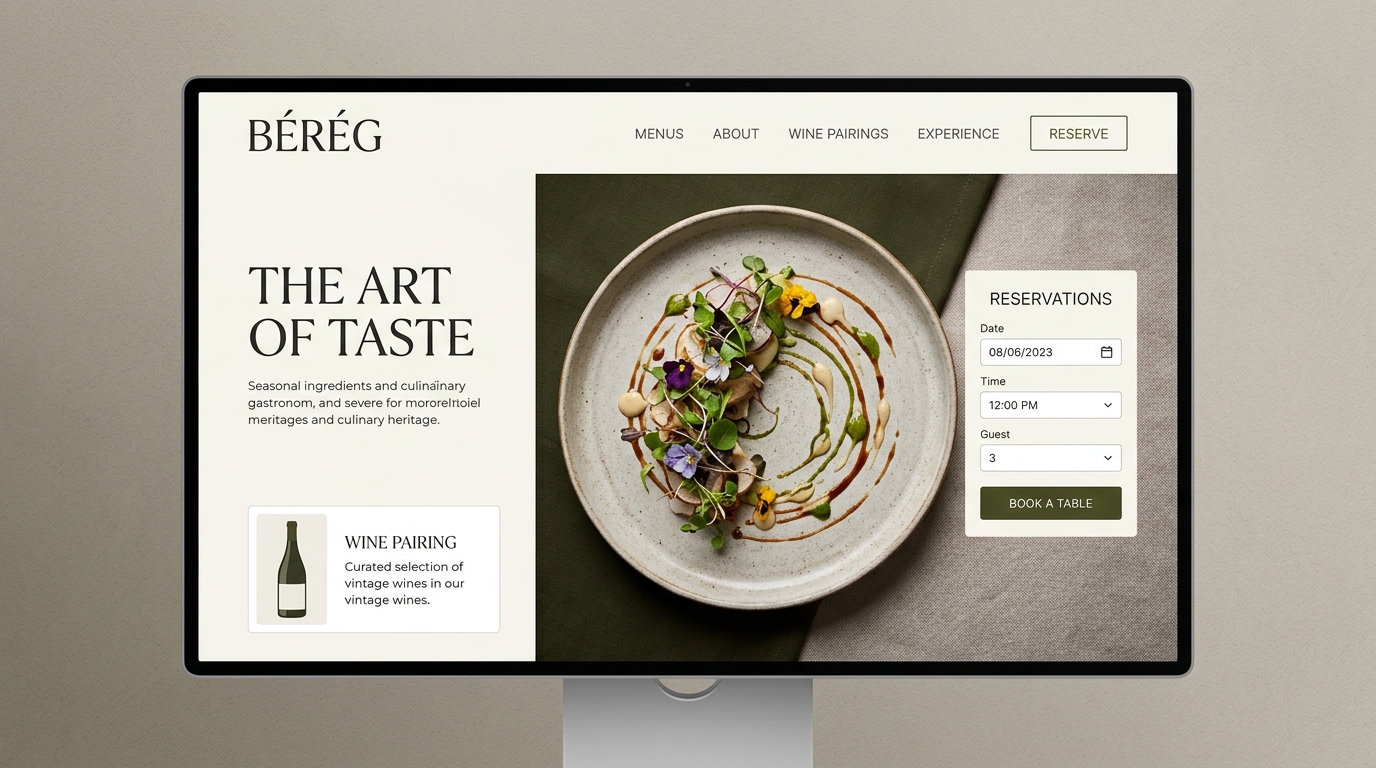 BÉRÉG
MENUS
ABOUT
WINE PAIRINGS
EXPERIENCE
RESERVE
THE ART
OF TASTE
Seasonal ingredients and culinainary
gastronom, and severe for
meritages and culinary heritage.
WINE PAIRING
Curated selection of
vintage wines in our
vintage wines.
RESERVATIONS
Date
08/06/2023
Time
12:00 PM
Guest
3
BOOK A TABLE